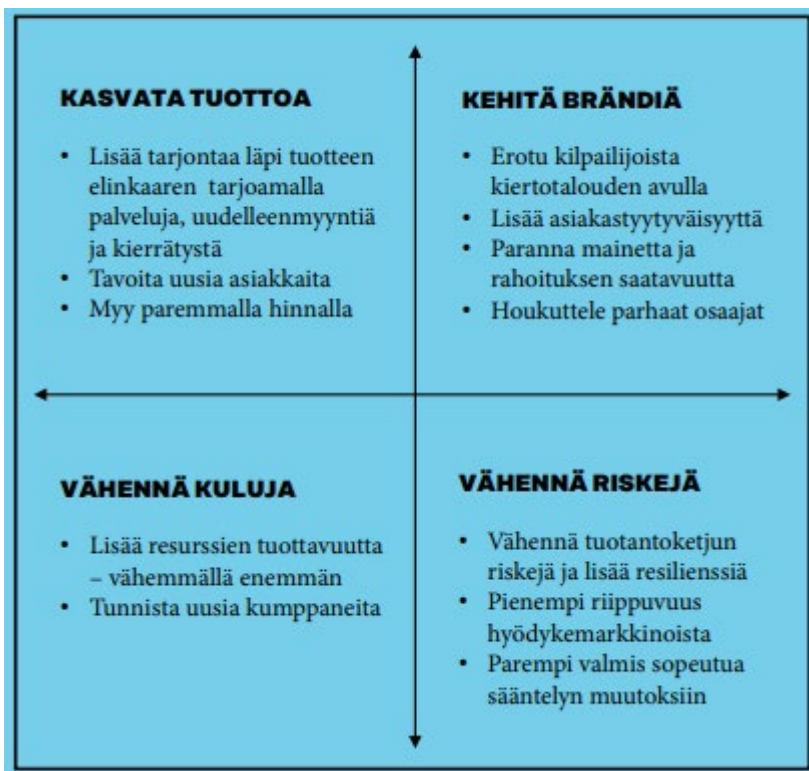 KASVATA TUOTTOA
• Lisää tarjontaa läpi tuotteen
elinkaaren tarjoamalla
palveluja, uudelleenmyyntiä
ja kierrätystä
• Tavoita uusia asiakkaita
• Myy paremmalla hinnalla
KEHITÄ BRÄNDIÄ
• Erotu kilpailijoista
kiertotalouden avulla
• Lisää asiakastyytyväisyyttä
• Paranna mainetta ja
rahoituksen saatavuutta
• Houkuttele parhaat osaajat
VÄHENNÄ KULUJA
• Lisää resurssien tuottavuutta
– vähemmällä enemmän
• Tunnista uusia kumppaneita
VÄHENNÄ RISKEJÄ
• Vähennä tuotantoketjun
riskejä ja lisää resilienssiä
• Pienempi riippuvuus
hyödykemarkkinoista
• Parempi valmis sopeutua
sääntelyn muutoksiin